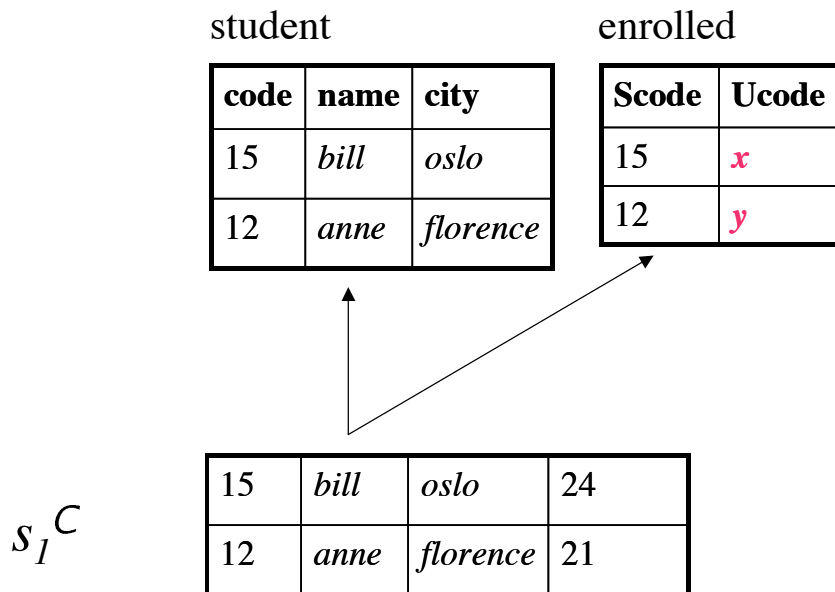 student enrolled
code name city Scode Ucode
15 bill oslo 15 x
12 anne florence 12 y
15 bill oslo 24
s1C 12 anne florence 21